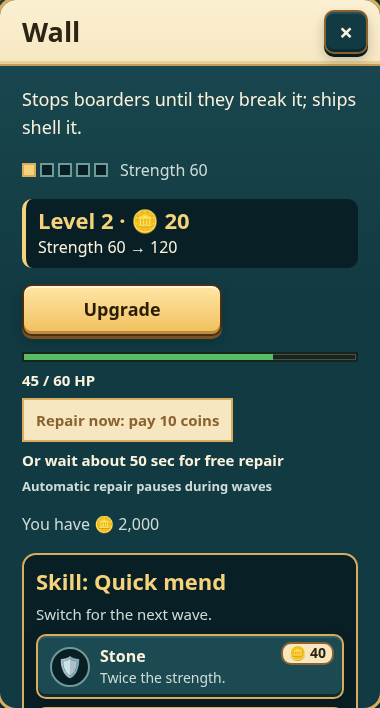 Wall
×
Stops boarders until they break it; ships
shell it.
Strength 60
Level 2 · 🪙 20
Strength 60 → 120
Upgrade
45 / 60 HP
Repair now: pay 10 coins
Or wait about 50 sec for free repair
Automatic repair pauses during waves
You have 🪙 2,000
Skill: Quick mend
Switch for the next wave.
Stone 🪙 40
Twice the strength.